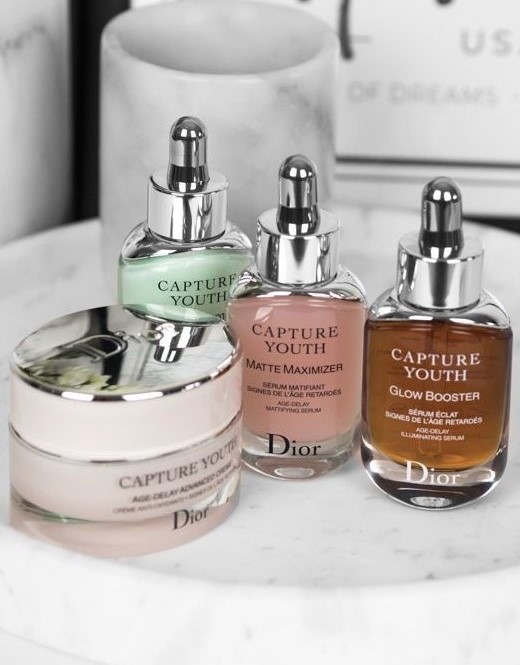 US
OF DREAMS
CAPTURE
YOUTH
CAPTURE
YOUTH
MATTE MAXIMIZER
SÉRUM MATIFIANT
SIGNES DE L'ÂGE RETARDÉS
AGE-DELAY
MATTIFYING SERUM
Dior
CAPTURE
YOUTH
GLOW BOOSTER
SÉRUM ÉCLAT
SIGNES DE L'ÂGE RETARDÉS
AGE-DELAY
ILLUMINATING SERUM
Dior
CAPTURE YOUTH
AGE-DELAY ADVANCED CREME
Dior